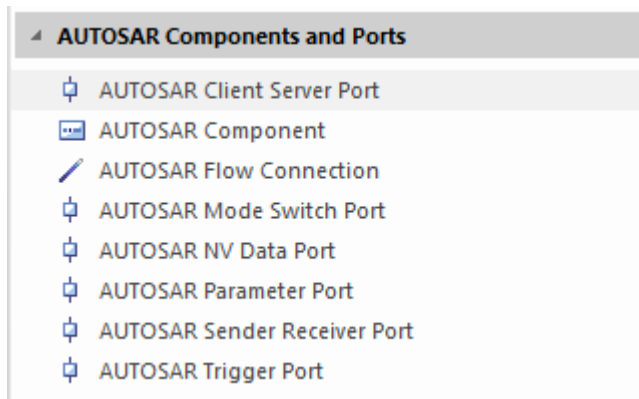 AUTOSAR Components and Ports
AUTOSAR Client Server Port
AUTOSAR Component
AUTOSAR Flow Connection
AUTOSAR Mode Switch Port
AUTOSAR NV Data Port
AUTOSAR Parameter Port
AUTOSAR Sender Receiver Port
AUTOSAR Trigger Port